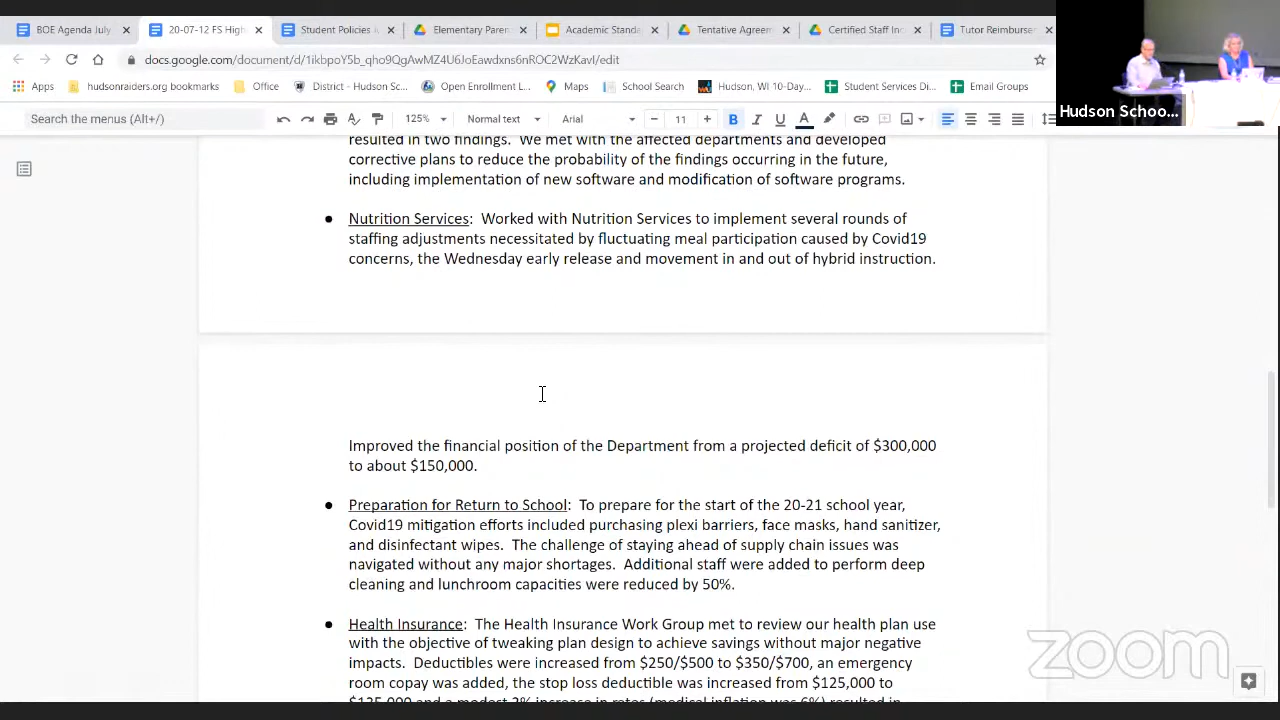 BOE Agenda July
20-07-12 FS High
Student Policies /
Elementary Paren
Academic Standa
Tentative Agreem
Certified Staff Ini
Tutor Reimburse
docs.google.com/document/d/1ikbpoY5b_qho9QgAwMZ4U6JoEawdxns6nROC2WzKavI/edit
Apps
hudsonraiders.org bookmarks
Office
District - Hudson Sc...
Open Enrollment L...
Maps
School Search
Hudson, WI 10-Day...
Student Services Di...
Email Groups
Hudson Schoo...
Search the menus (Alt+/)
125%
Normal text
Arial
11
B I U A
resulted in two findings. We met with the affected departments and developed
corrective plans to reduce the probability of the findings occurring in the future,
including implementation of new software and modification of software programs.
● Nutrition Services: Worked with Nutrition Services to implement several rounds of
staffing adjustments necessitated by fluctuating meal participation caused by Covid19
concerns, the Wednesday early release and movement in and out of hybrid instruction.
Improved the financial position of the Department from a projected deficit of $300,000
to about $150,000.
● Preparation for Return to School: To prepare for the start of the 20-21 school year,
Covid19 mitigation efforts included purchasing plexi barriers, face masks, hand sanitizer,
and disinfectant wipes. The challenge of staying ahead of supply chain issues was
navigated without any major shortages. Additional staff were added to perform deep
cleaning and lunchroom capacities were reduced by 50%.
● Health Insurance: The Health Insurance Work Group met to review our health plan use
with the objective of tweaking plan design to achieve savings without major negative
impacts. Deductibles were increased from $250/$500 to $350/$700, an emergency
room copay was added, the stop loss deductible was increased from $125,000 to
and a modest 3% increase in rates (medical inflation was 6%) resulted in
zoom